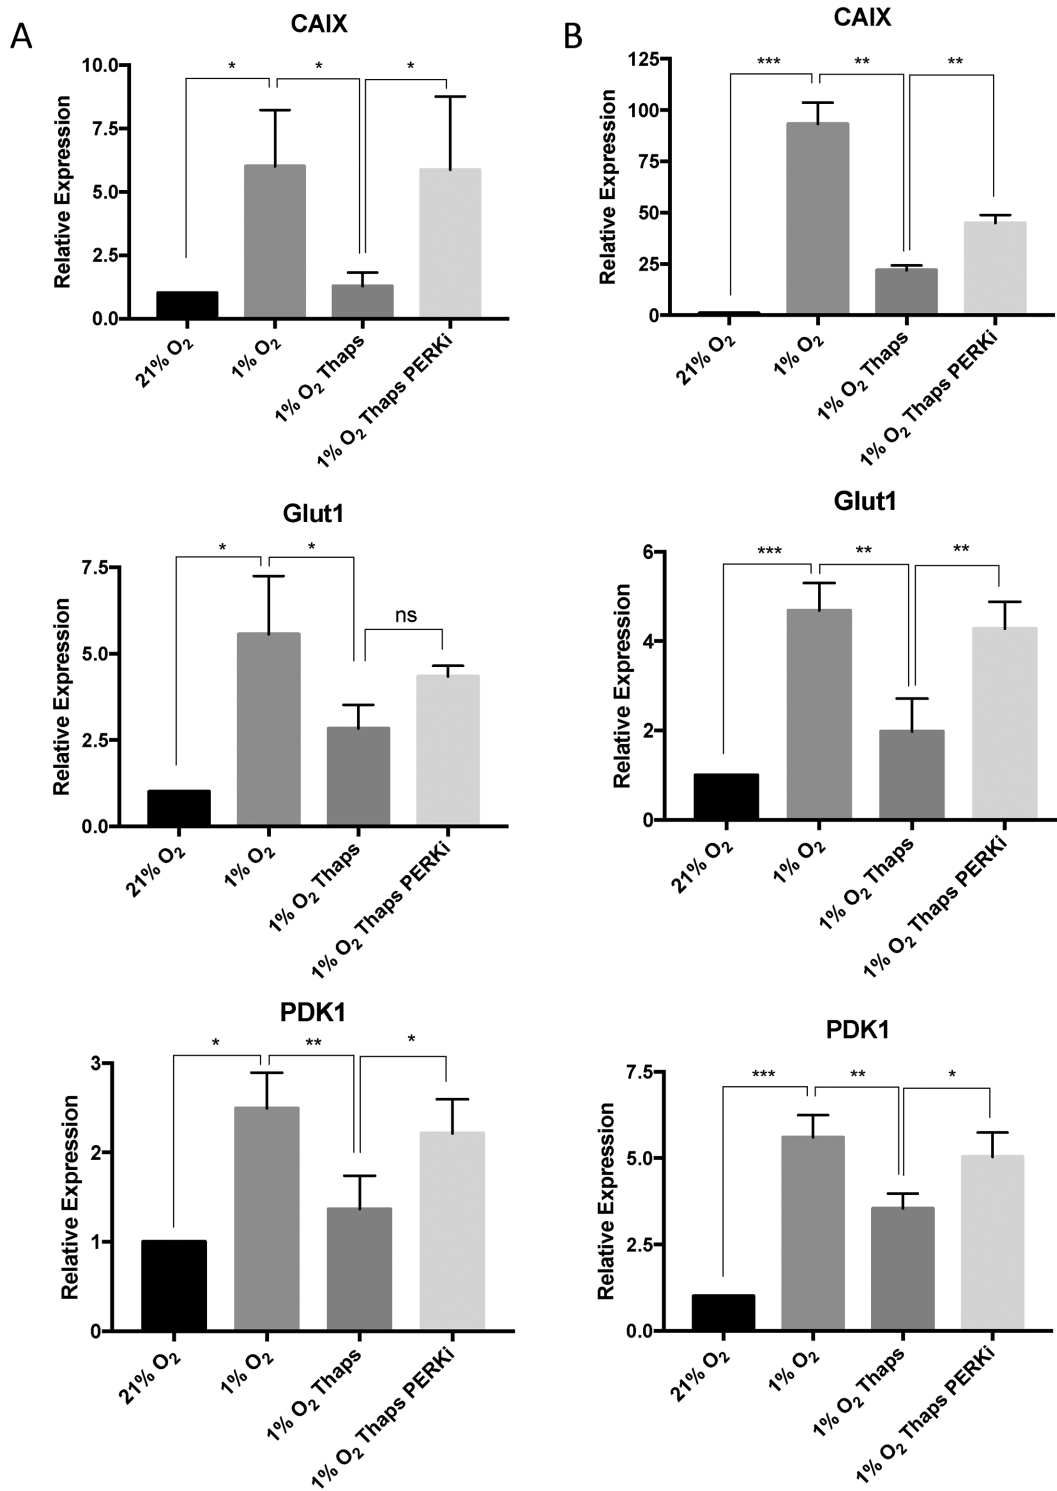 A
CAIX
Relative Expression
10.0
7.5
5.0
2.5
0.0
* * *
21% O2
1% O2
1% O2 Thaps
1% O2 Thaps PERKi
B
CAIX
Relative Expression
125
100
75
50
25
0
*** ** **
21% O2
1% O2
1% O2 Thaps
1% O2 Thaps PERKi
Glut1
Relative Expression
7.5
5.0
2.5
0.0
* * ns
21% O2
1% O2
1% O2 Thaps
1% O2 Thaps PERKi
Glut1
Relative Expression
6
4
2
0
*** ** **
21% O2
1% O2
1% O2 Thaps
1% O2 Thaps PERKi
PDK1
Relative Expression
3
2
1
0
* ** *
21% O2
1% O2
1% O2 Thaps
1% O2 Thaps PERKi
PDK1
Relative Expression
7.5
5.0
2.5
0.0
*** ** *
21% O2
1% O2
1% O2 Thaps
1% O2 Thaps PERKi